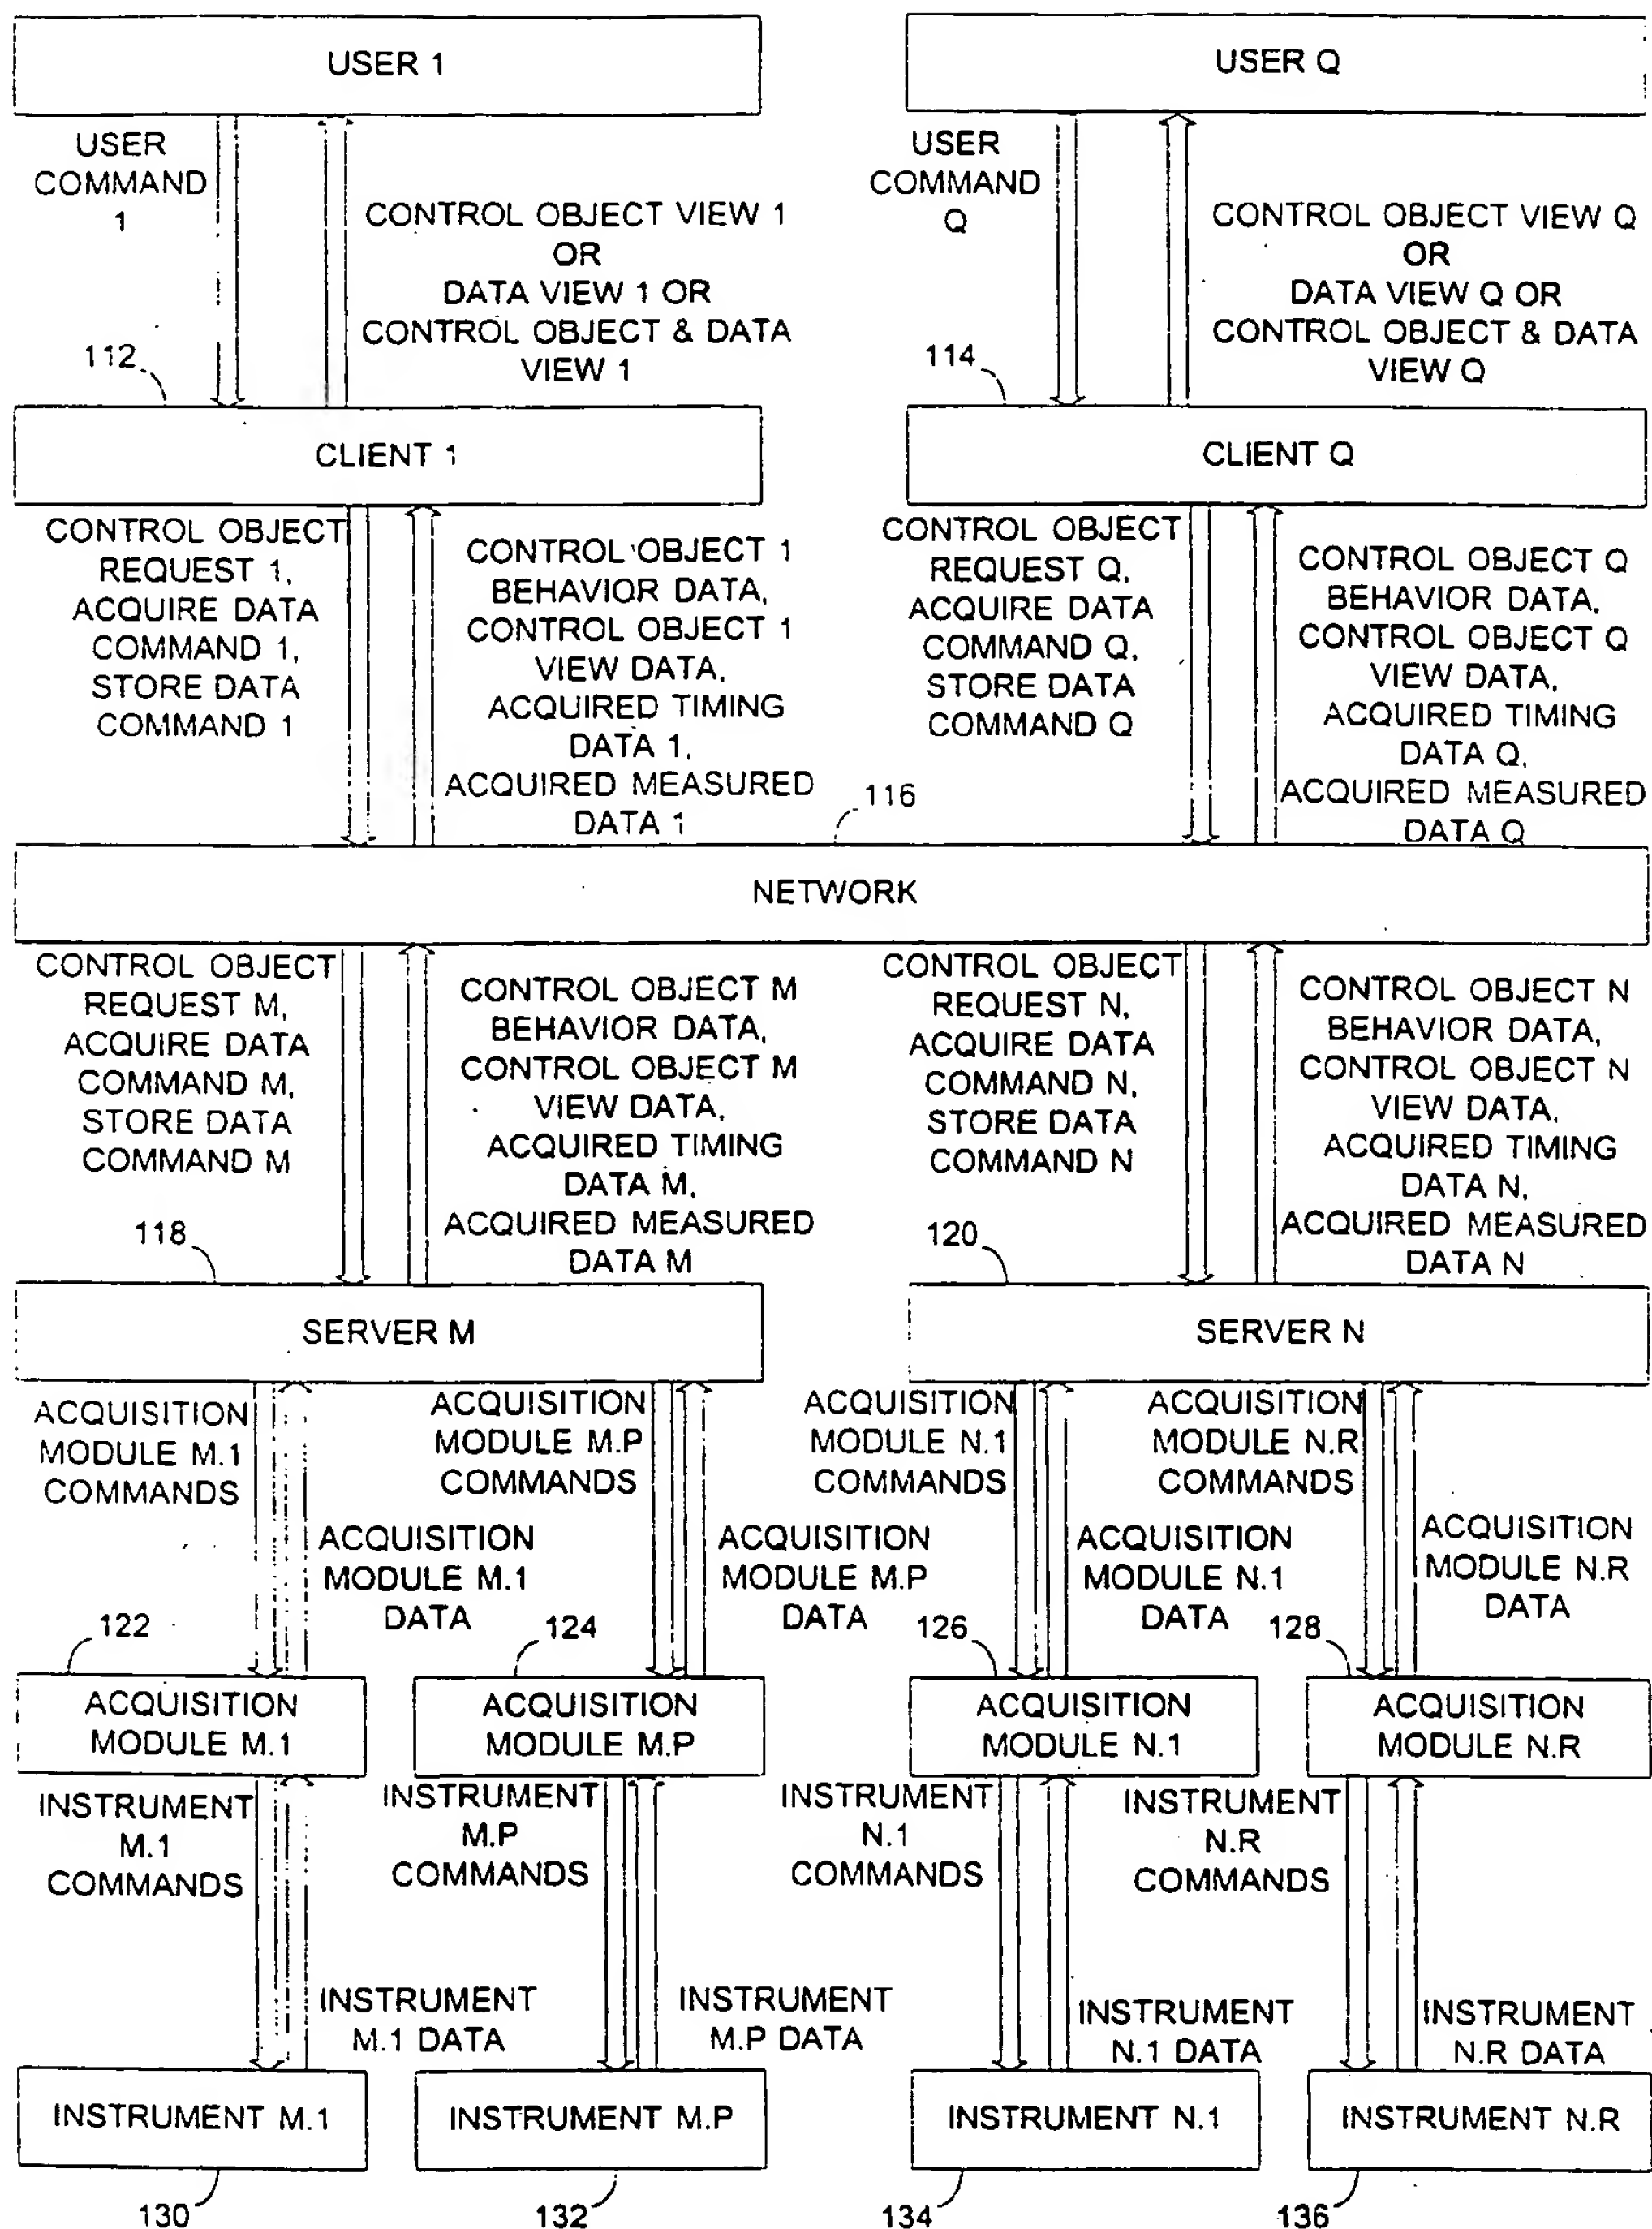 USER 1
USER Q
USER
COMMAND
1
CONTROL OBJECT VIEW 1
OR
DATA VIEW 1 OR
CONTROL OBJECT & DATA
VIEW 1
USER
COMMAND
Q
CONTROL OBJECT VIEW Q
OR
DATA VIEW Q OR
CONTROL OBJECT & DATA
VIEW Q
112
114
CLIENT 1
CLIENT Q
CONTROL OBJECT
REQUEST 1,
ACQUIRE DATA
COMMAND 1,
STORE DATA
COMMAND 1
CONTROL OBJECT 1
BEHAVIOR DATA,
CONTROL OBJECT 1
VIEW DATA,
ACQUIRED TIMING
DATA 1,
ACQUIRED MEASURED
DATA 1
CONTROL OBJECT
REQUEST Q,
ACQUIRE DATA
COMMAND Q,
STORE DATA
COMMAND Q
CONTROL OBJECT Q
BEHAVIOR DATA,
CONTROL OBJECT Q
VIEW DATA,
ACQUIRED TIMING
DATA Q,
ACQUIRED MEASURED
DATA Q
116
NETWORK
CONTROL OBJECT
REQUEST M,
ACQUIRE DATA
COMMAND M,
STORE DATA
COMMAND M
CONTROL OBJECT M
BEHAVIOR DATA,
CONTROL OBJECT M
VIEW DATA,
ACQUIRED TIMING
DATA M,
ACQUIRED MEASURED
DATA M
CONTROL OBJECT
REQUEST N,
ACQUIRE DATA
COMMAND N,
STORE DATA
COMMAND N
CONTROL OBJECT N
BEHAVIOR DATA,
CONTROL OBJECT N
VIEW DATA,
ACQUIRED TIMING
DATA N,
ACQUIRED MEASURED
DATA N
118
120
SERVER M
SERVER N
ACQUISITION
MODULE M.1
COMMANDS
ACQUISITION
MODULE M.P
COMMANDS
ACQUISITION
MODULE N.1
COMMANDS
ACQUISITION
MODULE N.R
COMMANDS
ACQUISITION
MODULE M.1
DATA
ACQUISITION
MODULE M.P
DATA
ACQUISITION
MODULE N.1
DATA
ACQUISITION
MODULE N.R
DATA
122
124
126
128
ACQUISITION
MODULE M.1
ACQUISITION
MODULE M.P
ACQUISITION
MODULE N.1
ACQUISITION
MODULE N.R
INSTRUMENT
M.1
COMMANDS
INSTRUMENT
M.P
COMMANDS
INSTRUMENT
N.1
COMMANDS
INSTRUMENT
N.R
COMMANDS
INSTRUMENT
M.1 DATA
INSTRUMENT
M.P DATA
INSTRUMENT
N.1 DATA
INSTRUMENT
N.R DATA
INSTRUMENT M.1
INSTRUMENT M.P
INSTRUMENT N.1
INSTRUMENT N.R
130
132
134
136